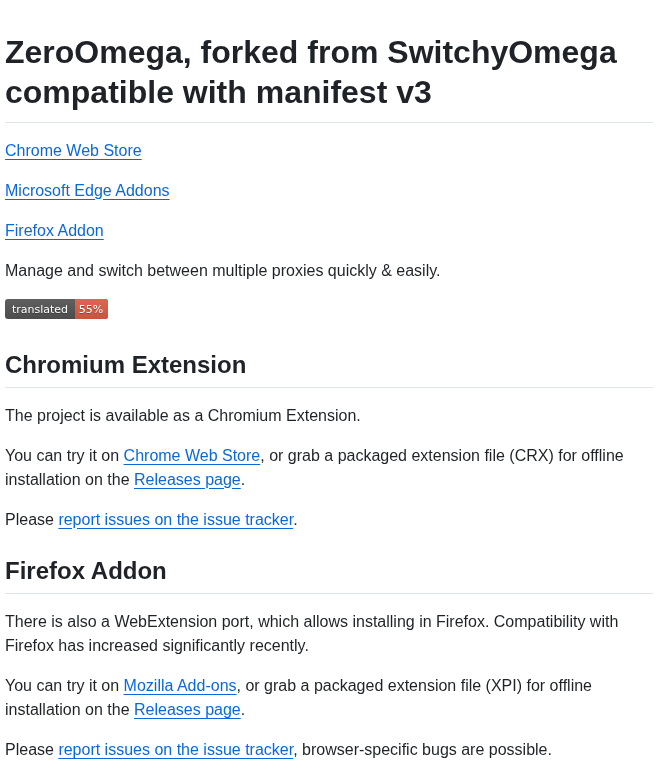 ZeroOmega, forked from SwitchyOmega
compatible with manifest v3
Chrome Web Store
Microsoft Edge Addons
Firefox Addon
Manage and switch between multiple proxies quickly & easily.
translated 55%
Chromium Extension
The project is available as a Chromium Extension.
You can try it on Chrome Web Store, or grab a packaged extension file (CRX) for offline
installation on the Releases page.
Please report issues on the issue tracker.
Firefox Addon
There is also a WebExtension port, which allows installing in Firefox. Compatibility with
Firefox has increased significantly recently.
You can try it on Mozilla Add-ons, or grab a packaged extension file (XPI) for offline
installation on the Releases page.
Please report issues on the issue tracker, browser-specific bugs are possible.